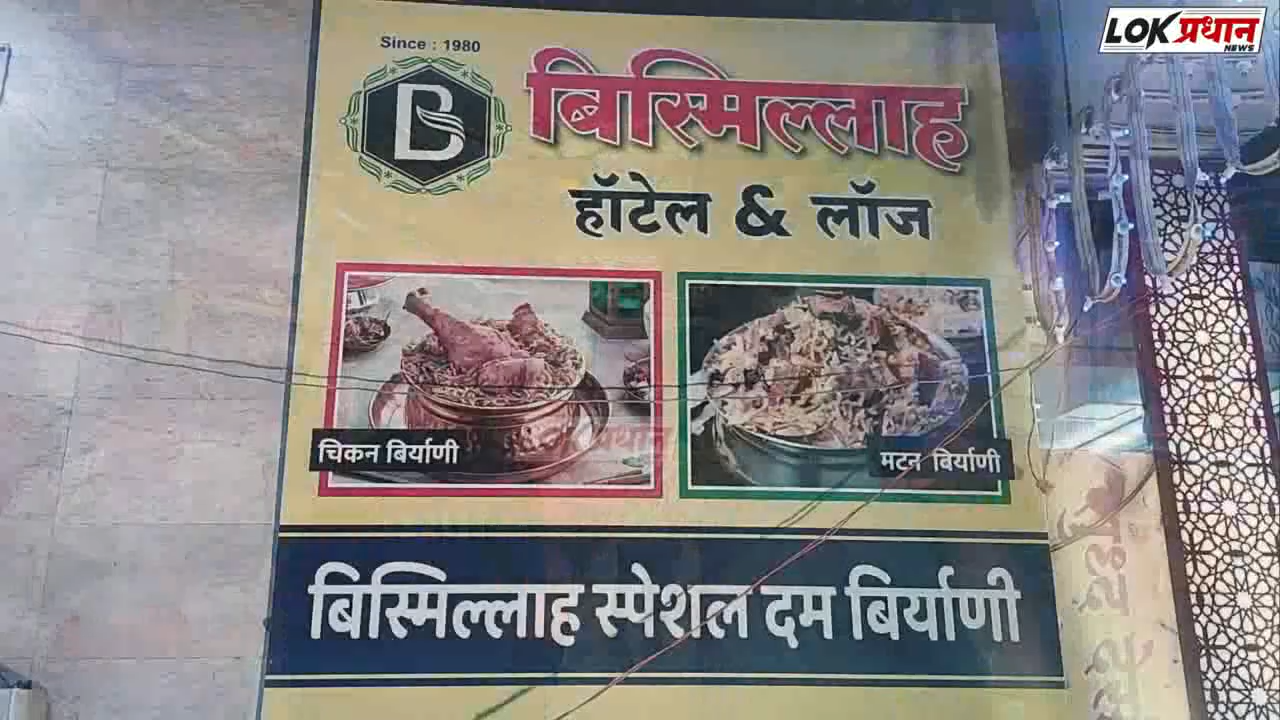 LOK प्रधान
NEWS
Since : 1980
B
बिस्मिल्लाह
हॉटेल & लॉज
चिकन बिर्याणी
मटन बिर्याणी
बिस्मिल्लाह स्पेशल दम बिर्याणी